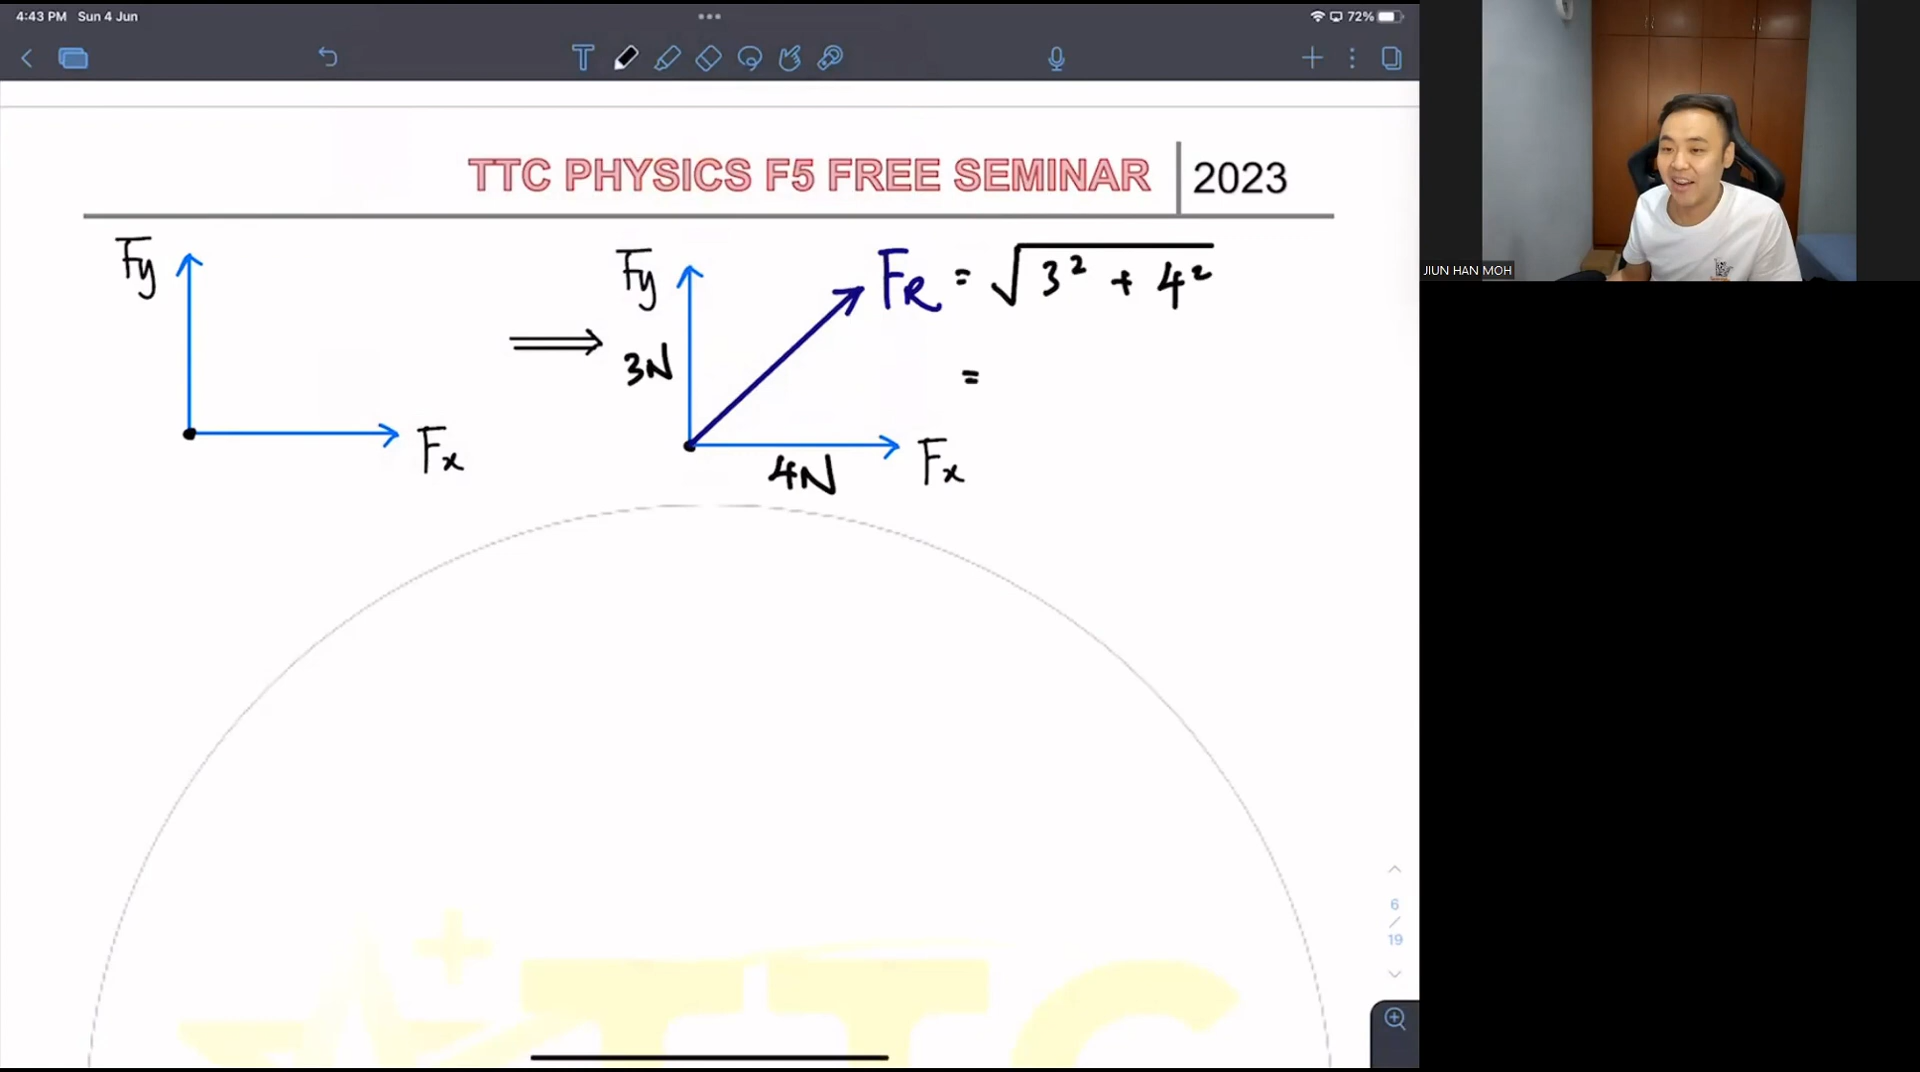 4:43 PM Sun 4 Jun
72%
TTC PHYSICS F5 FREE SEMINAR 2023
Fy
Fx
⟹
Fy
3N
4N
Fx
FR = √3² + 4²
=
JIUN HAN MOH
6
/
19
TTC